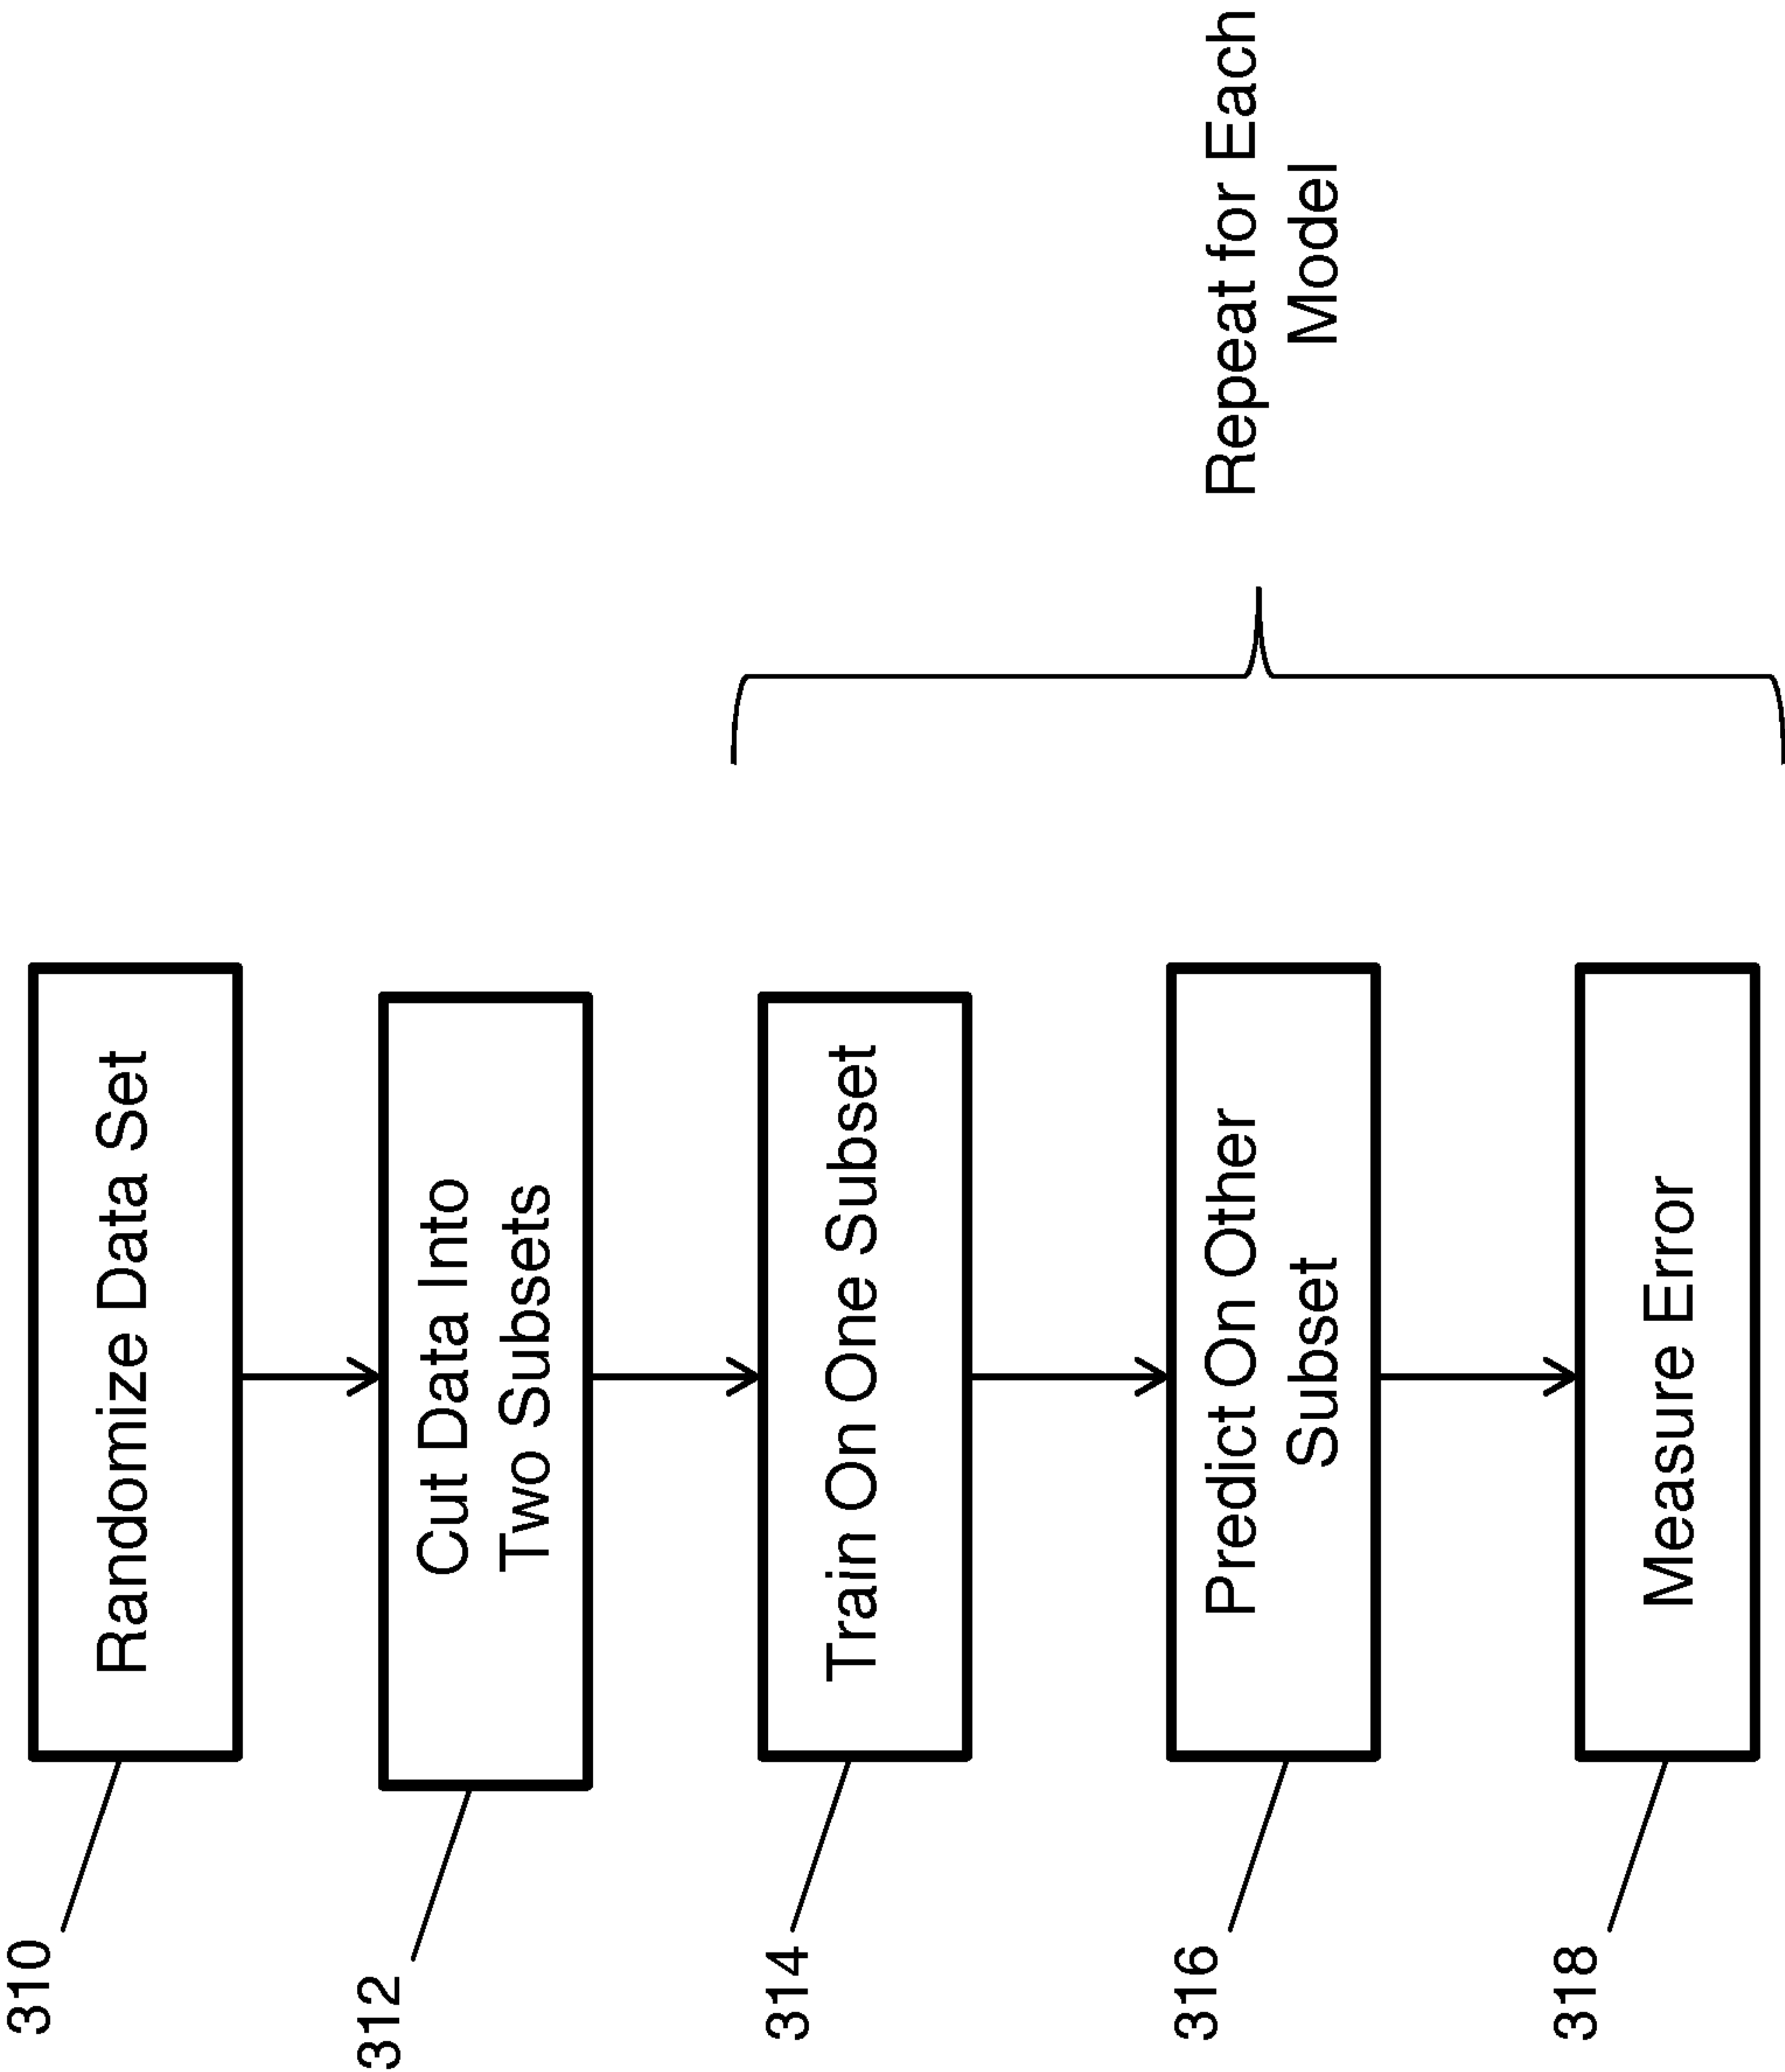 310
Randomize Data Set
312
Cut Data Into
Two Subsets
314
Train On One Subset
316
Predict On Other
Subset
318
Measure Error
Repeat for Each
Model